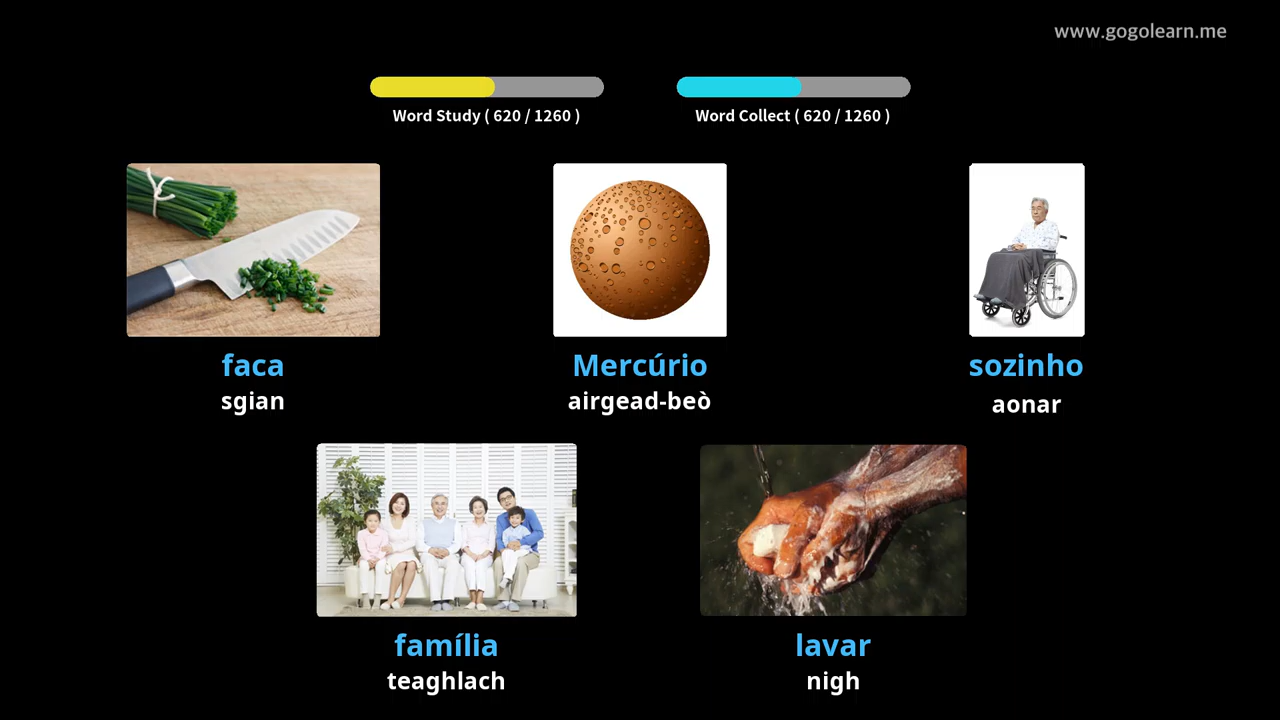 www.gogolearn.me
Word Study ( 620 / 1260 )
Word Collect ( 620 / 1260 )
faca
sgian
Mercúrio
airgead-beò
sozinho
aonar
família
teaghlach
lavar
nigh